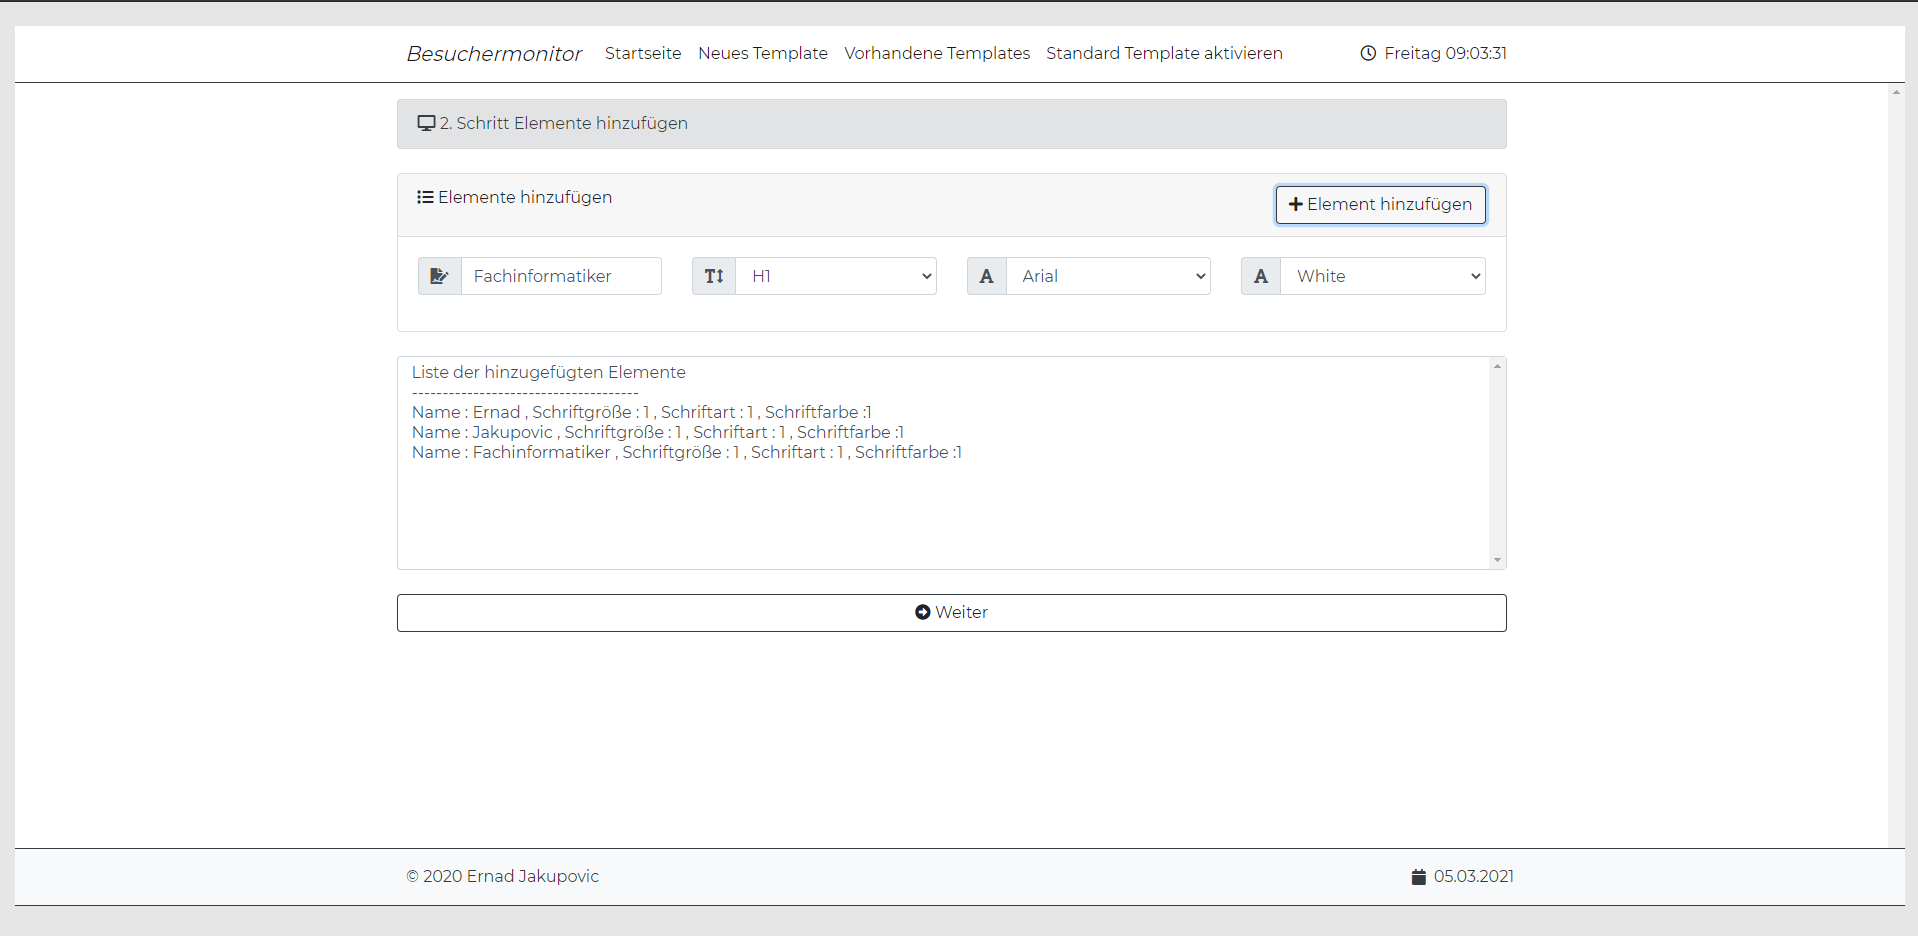 Besuchermonitor Startseite Neues Template Vorhandene Templates Standard Template aktivieren Freitag 09:03:31
2. Schritt Elemente hinzufügen
Elemente hinzufügen Element hinzufügen
Fachinformatiker H1 Arial White
Liste der hinzugefügten Elemente
-------------------------------------
Name : Ernad , Schriftgröße : 1 , Schriftart : 1 , Schriftfarbe :1
Name : Jakupovic , Schriftgröße : 1 , Schriftart : 1 , Schriftfarbe :1
Name : Fachinformatiker , Schriftgröße : 1 , Schriftart : 1 , Schriftfarbe :1
Weiter
© 2020 Ernad Jakupovic 05.03.2021